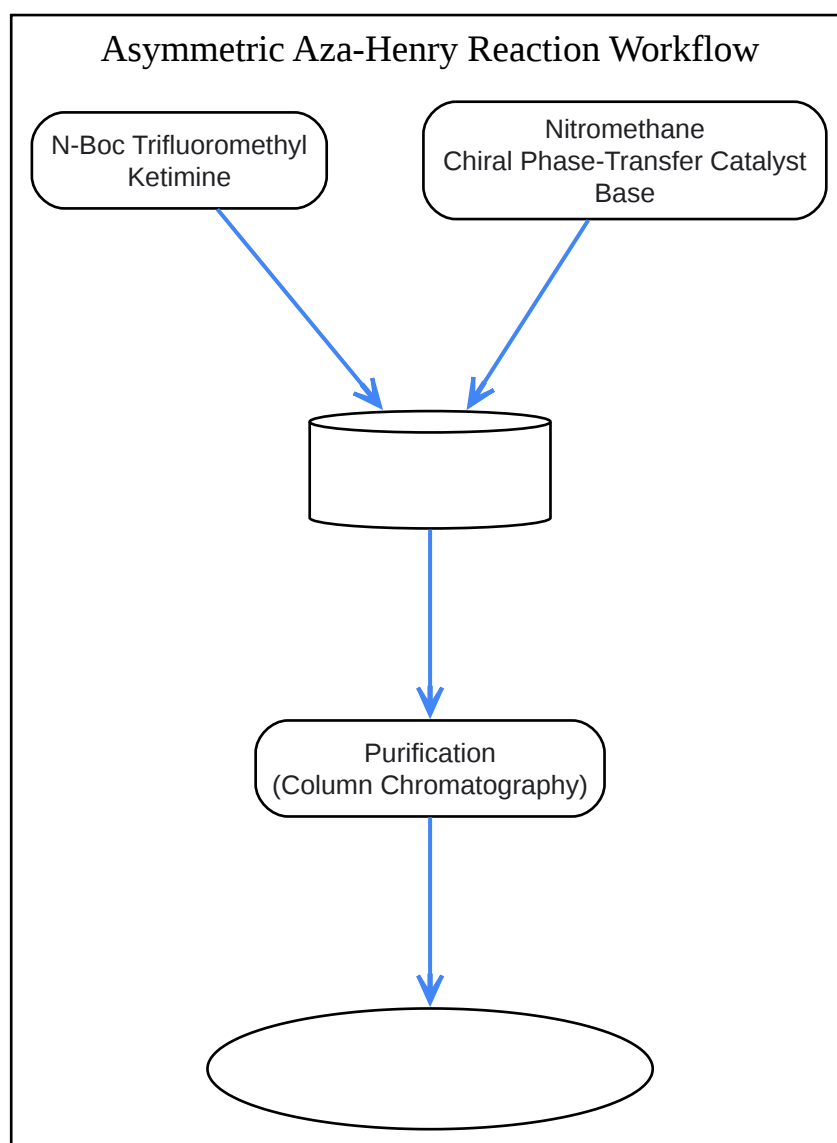 Asymmetric Aza-Henry Reaction Workflow
N-Boc Trifluoromethyl
Ketimine
Nitromethane
Chiral Phase-Transfer Catalyst
Base
Purification
(Column Chromatography)